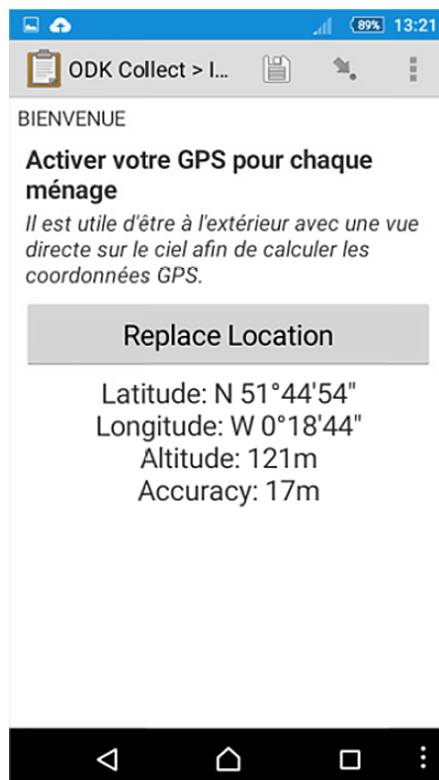 89% 13:21
ODK Collect > I...
BIENVENUE
Activer votre GPS pour chaque
ménage
Il est utile d'être à l'extérieur avec une vue
directe sur le ciel afin de calculer les
coordonnées GPS.
Replace Location
Latitude: N 51°44'54"
Longitude: W 0°18'44"
Altitude: 121m
Accuracy: 17m